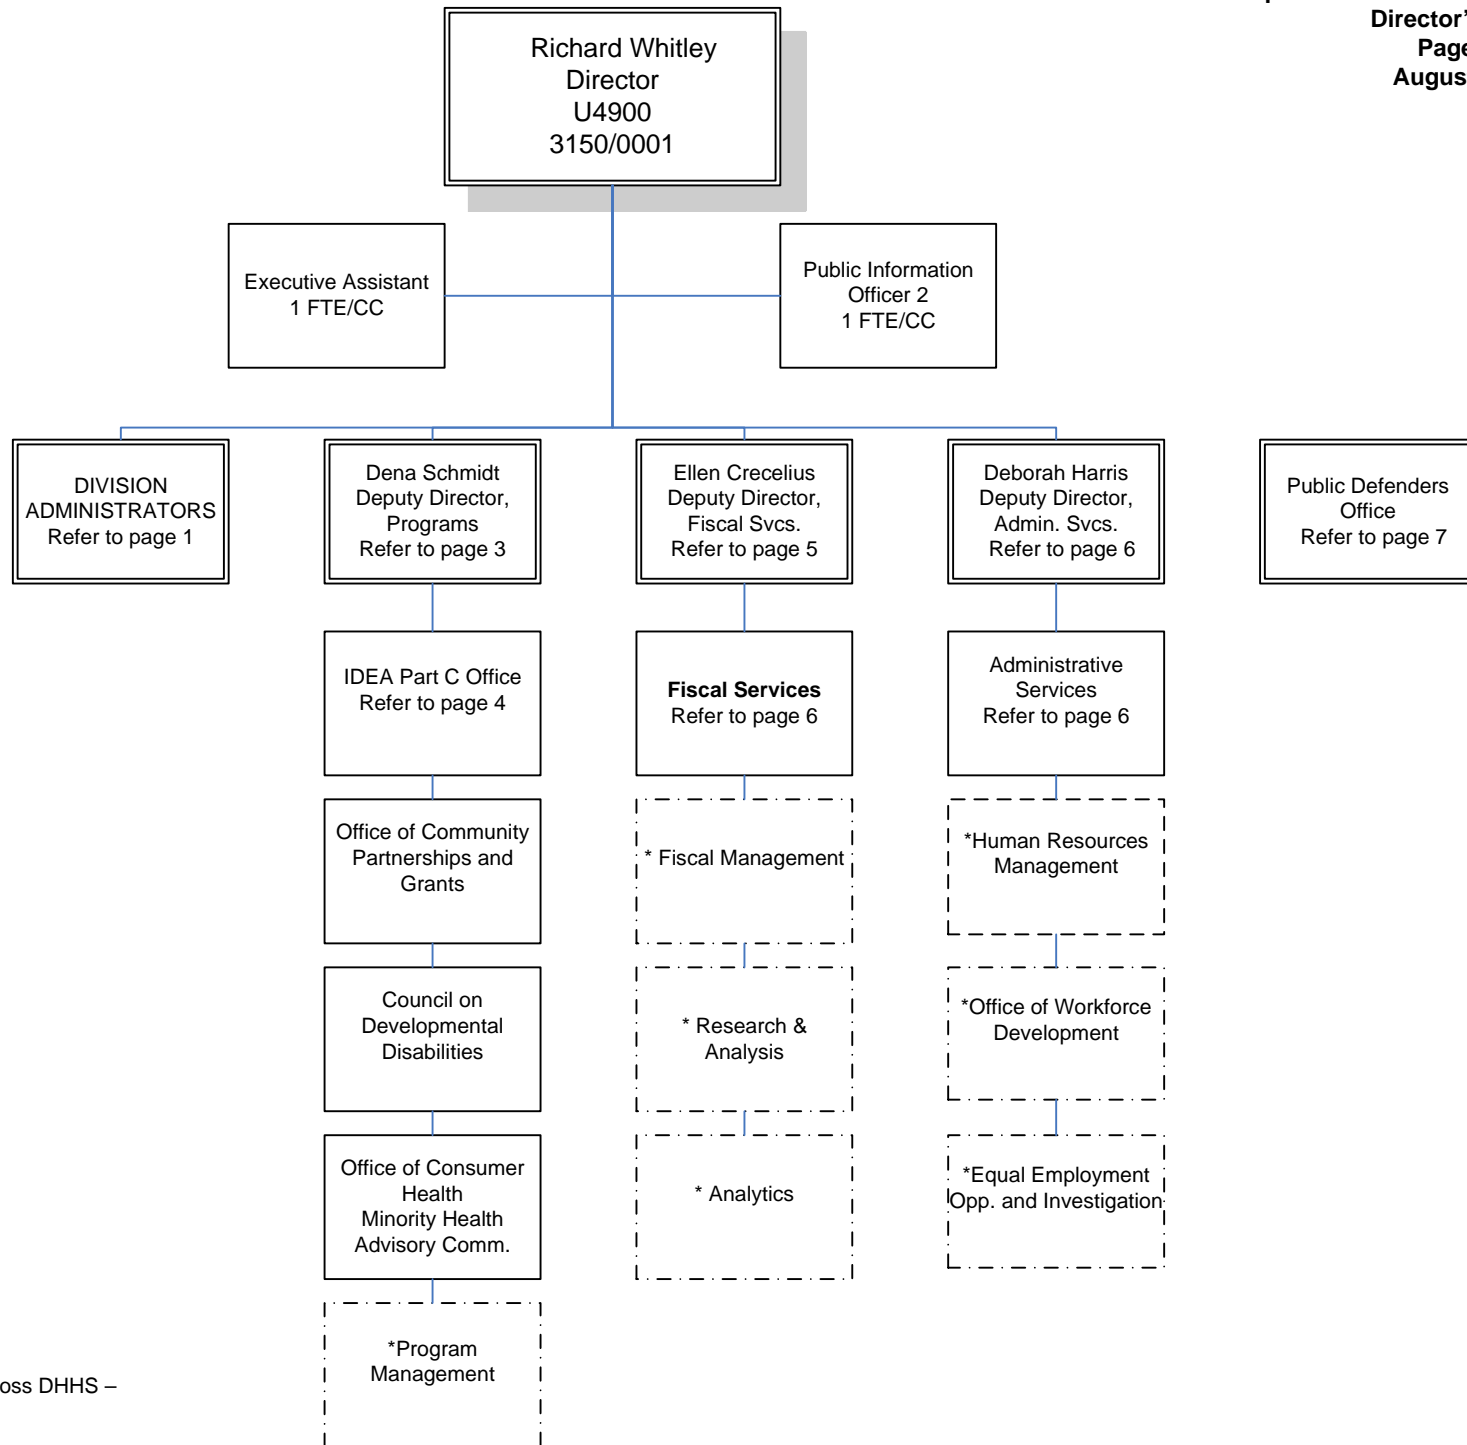 Director’
Page
Augus
Richard Whitley
Director
U4900
3150/0001
Executive Assistant
1 FTE/CC
Public Information
Officer 2
1 FTE/CC
DIVISION
ADMINISTRATORS
Refer to page 1
Dena Schmidt
Deputy Director,
Programs
Refer to page 3
Ellen Crecelius
Deputy Director,
Fiscal Svcs.
Refer to page 5
Deborah Harris
Deputy Director,
Admin. Svcs.
Refer to page 6
Public Defenders
Office
Refer to page 7
IDEA Part C Office
Refer to page 4
Fiscal Services
Refer to page 6
Administrative
Services
Refer to page 6
Office of Community
Partnerships and
Grants
* Fiscal Management
*Human Resources
Management
Council on
Developmental
Disabilities
* Research &
Analysis
*Office of Workforce
Development
Office of Consumer
Health
Minority Health
Advisory Comm.
* Analytics
*Equal Employment
Opp. and Investigation
*Program
Management
oss DHHS –